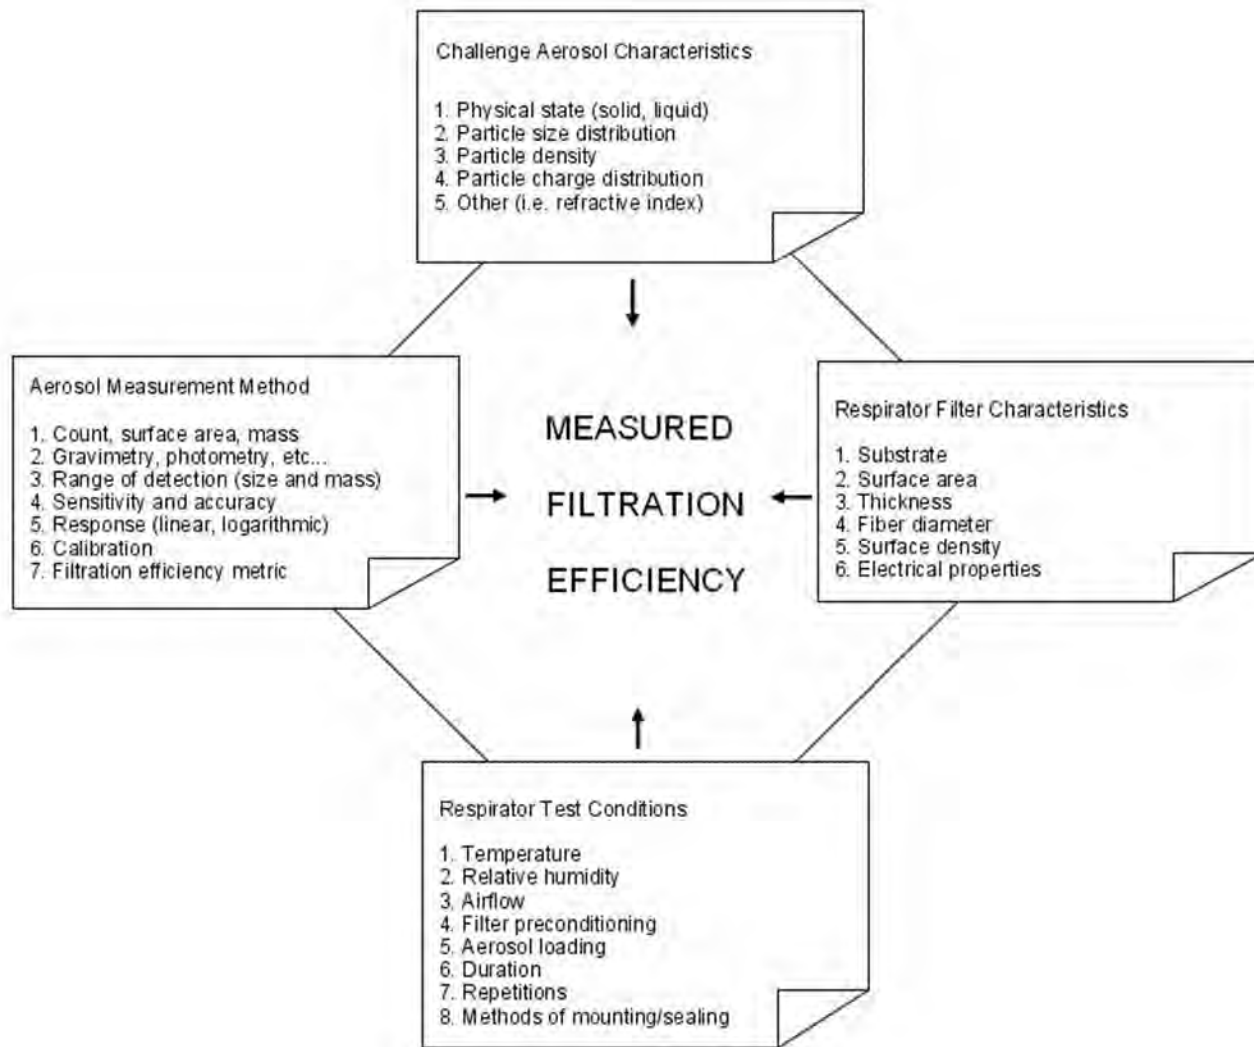 Challenge Aerosol Characteristics
1. Physical state (solid, liquid)
2. Particle size distribution
3. Particle density
4. Particle charge distribution
5. Other (i.e. refractive index)
Aerosol Measurement Method
1. Count, surface area, mass
2. Gravimetry, photometry, etc...
3. Range of detection (size and mass)
4. Sensitivity and accuracy
5. Response (linear, logarithmic)
6. Calibration
7. Filtration efficiency metric
MEASURED
FILTRATION
EFFICIENCY
Respirator Filter Characteristics
1. Substrate
2. Surface area
3. Thickness
4. Fiber diameter
5. Surface density
6. Electrical properties
Respirator Test Conditions
1. Temperature
2. Relative humidity
3. Airflow
4. Filter preconditioning
5. Aerosol loading
6. Duration
7. Repetitions
8. Methods of mounting/sealing